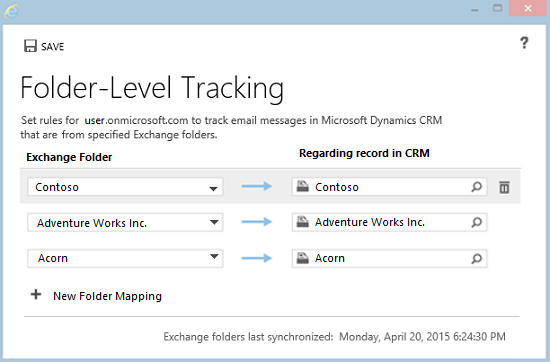 SAVE
?
Folder-Level Tracking
Set rules for user.onmicrosoft.com to track email messages in Microsoft Dynamics CRM
that are from specified Exchange folders.
Exchange Folder Regarding record in CRM
Contoso Contoso
Adventure Works Inc. Adventure Works Inc.
Acorn Acorn
+ New Folder Mapping
Exchange folders last synchronized: Monday, April 20, 2015 6:24:30 PM